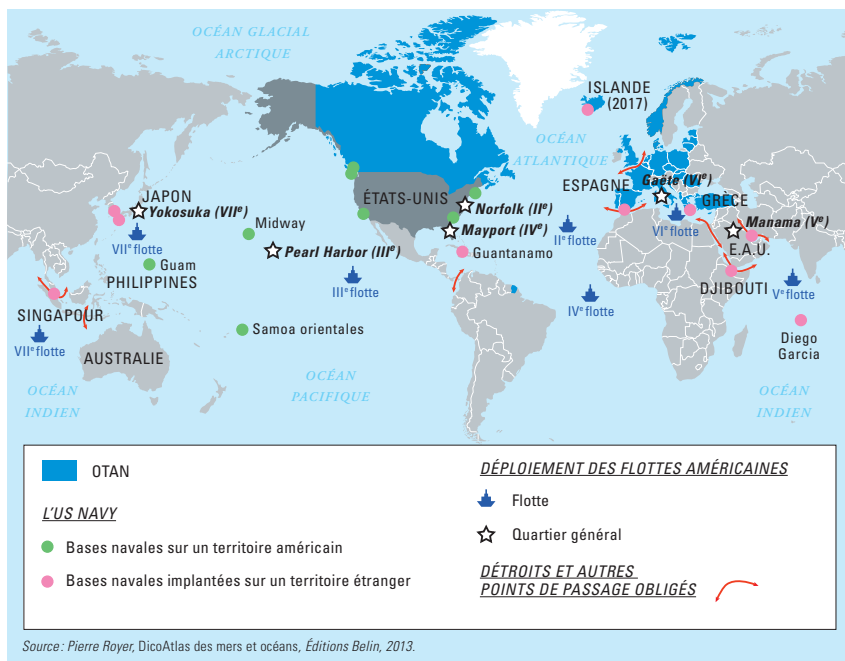 OCÉAN GLACIAL
ARCTIQUE
ISLANDE
(2017)
OCÉAN
ATLANTIQUE
JAPON
Yokosuka (VIIe)
VIIe flotte
Midway
Pearl Harbor (IIIe)
IIIe flotte
ÉTATS-UNIS
Norfolk (IIe)
Mayport (IVe)
Guantanamo
ESPAGNE
Gaète (VIe)
GRÈCE
IIe flotte
VIe flotte
Manama (Ve)
E.A.U.
DJIBOUTI
Ve flotte
IVe flotte
Diego
Garcia
Guam
PHILIPPINES
SINGAPOUR
VIIe flotte
Samoa orientales
AUSTRALIE
OCÉAN
INDIEN
OCÉAN
PACIFIQUE
OCÉAN
INDIEN
OTAN
L'US NAVY
Bases navales sur un territoire américain
Bases navales implantées sur un territoire étranger
DÉPLOIEMENT DES FLOTTES AMÉRICAINES
Flotte
Quartier général
DÉTROITS ET AUTRES
POINTS DE PASSAGE OBLIGÉS
Source : Pierre Royer, DicoAtlas des mers et océans, Éditions Belin, 2013.